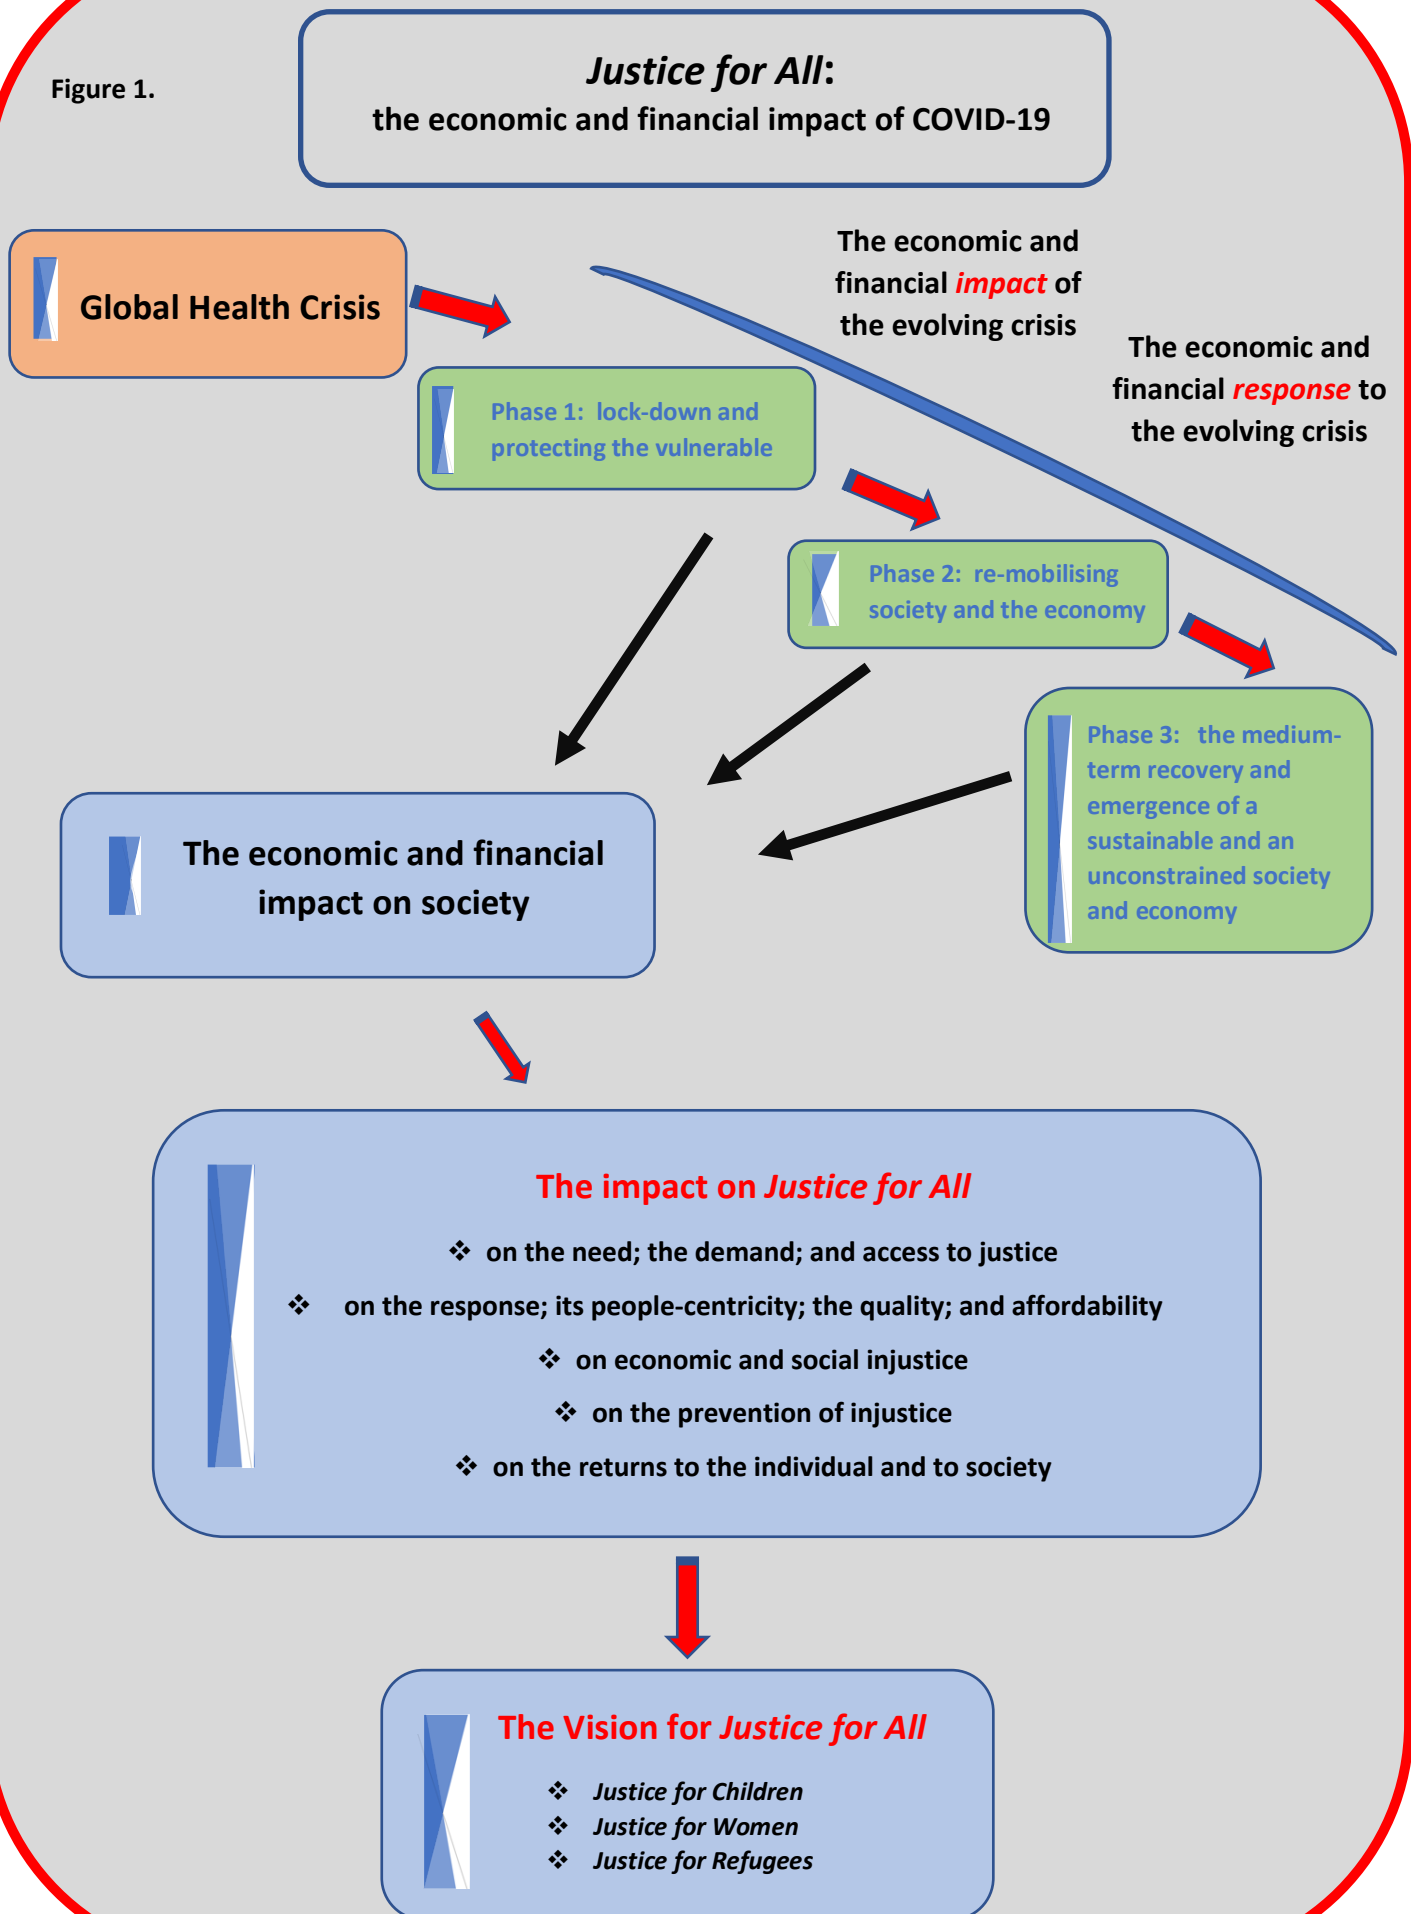 Figure 1.
Justice for All:
the economic and financial impact of COVID-19
Global Health Crisis
The economic and
financial impact of
the evolving crisis
The economic and
financial response to
the evolving crisis
Phase 1: lock-down and
protecting the vulnerable
Phase 2: re-mobilising
society and the economy
Phase 3: the medium-
term recovery and
emergence of a
sustainable and an
unconstrained society
and economy
The economic and financial
impact on society
The impact on Justice for All
❖ on the need; the demand; and access to justice
❖ on the response; its people-centricity; the quality; and affordability
❖ on economic and social injustice
❖ on the prevention of injustice
❖ on the returns to the individual and to society
The Vision for Justice for All
❖ Justice for Children
❖ Justice for Women
❖ Justice for Refugees